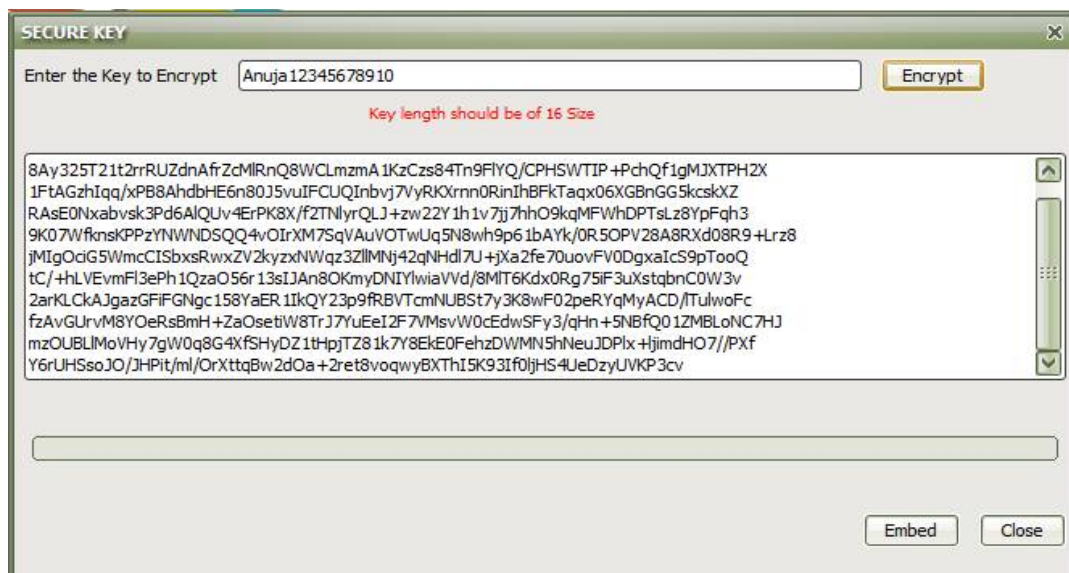 SECURE KEY
Enter the Key to Encrypt Anuja12345678910 Encrypt
Key length should be of 16 Size
8Ay325T21t2rrRUZdnAfrZcMlRnQ8WCLmzmA1KzCzs84Tn9FlYQ/CPHSWTIP+PchQf1gMJXTPH2X
1FtAGzhIqq/xPB8AhdbHE6n80J5vuIFCUQInbvj7VyRKXrnn0RinIhBFkTaqx06XGBnGG5kcskXZ
RAsE0Nxabvsk3Pd6AlQUv4ErPK8X/f2TNlyrQLJ+zw22Y1h1v7jj7hhO9kqMFWhDPTsLz8YpFqh3
9K07WfknsKPPzYNWNDSQQ4vOIrXM7SqVAuVOTwUq5N8wh9p61bAYk/0R5OPV28A8RXd08R9+Lrz8
jMIgOciG5WmcCISbxsRwxZV2kyzxNWqz3ZllMNj42qNHdl7U+jXa2fe70uovFV0DgxaIcS9pTooQ
tC/+hLVEvmFl3ePh1QzaO56r13sIJAn8OKmyDNIYlwiaVVd/8MlT6Kdx0Rg75iF3uXstqbnC0W3v
2arKLCkAJgazGFiFGNgc158YaER1IkQY23p9fRBVTcmNUBSt7y3K8wF02peRYqMyACD/lTulwoFc
fzAvGUrvM8YOeRsBmH+ZaOsetiW8TrJ7YuEeI2F7VMsvW0cEdwSFy3/qHn+5NBfQ01ZMBLoNC7HJ
mzOUBLlMoVHy7gW0q8G4XfSHyDZ1tHpjTZ81k7Y8EkE0FehzDWMN5hNeuJDPlx+ljimdHO7//PXf
Y6rUHSsoJO/JHPit/ml/OrXttqBw2dOa+2ret8voqwyBXThI5K93If0ljHS4UeDzyUVKP3cv
Embed Close